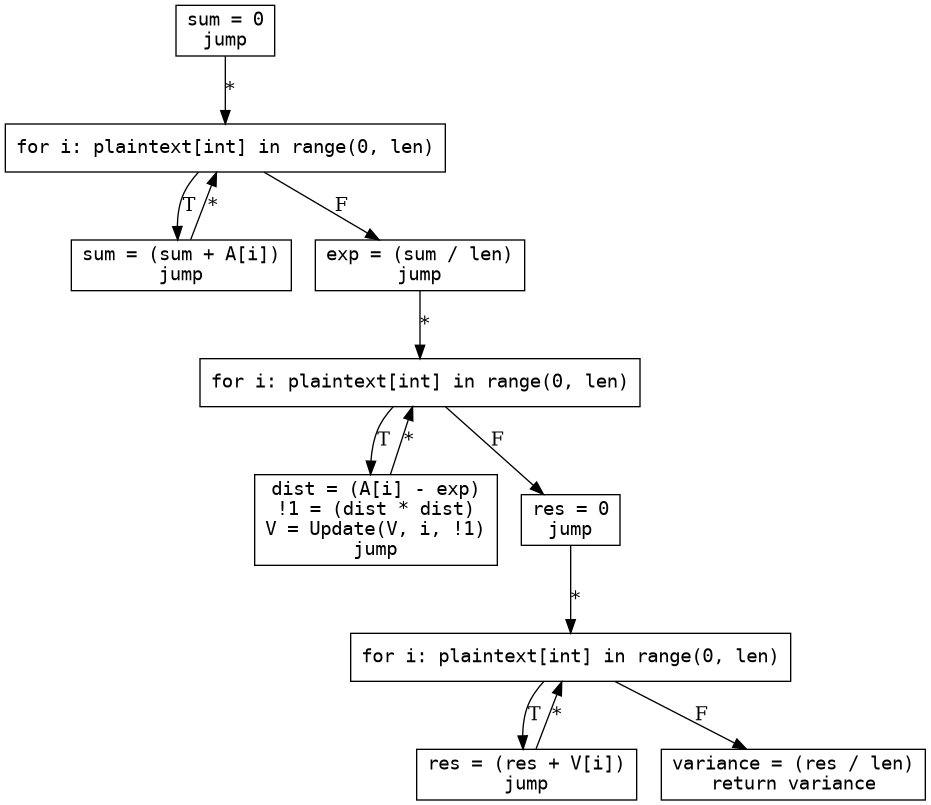 sum = 0
jump
*
for i: plaintext[int] in range(0, len)
T
*
F
sum = (sum + A[i])
jump
exp = (sum / len)
jump
*
for i: plaintext[int] in range(0, len)
T
*
F
dist = (A[i] - exp)
!1 = (dist * dist)
V = Update(V, i, !1)
jump
res = 0
jump
*
for i: plaintext[int] in range(0, len)
T
*
F
res = (res + V[i])
jump
variance = (res / len)
return variance